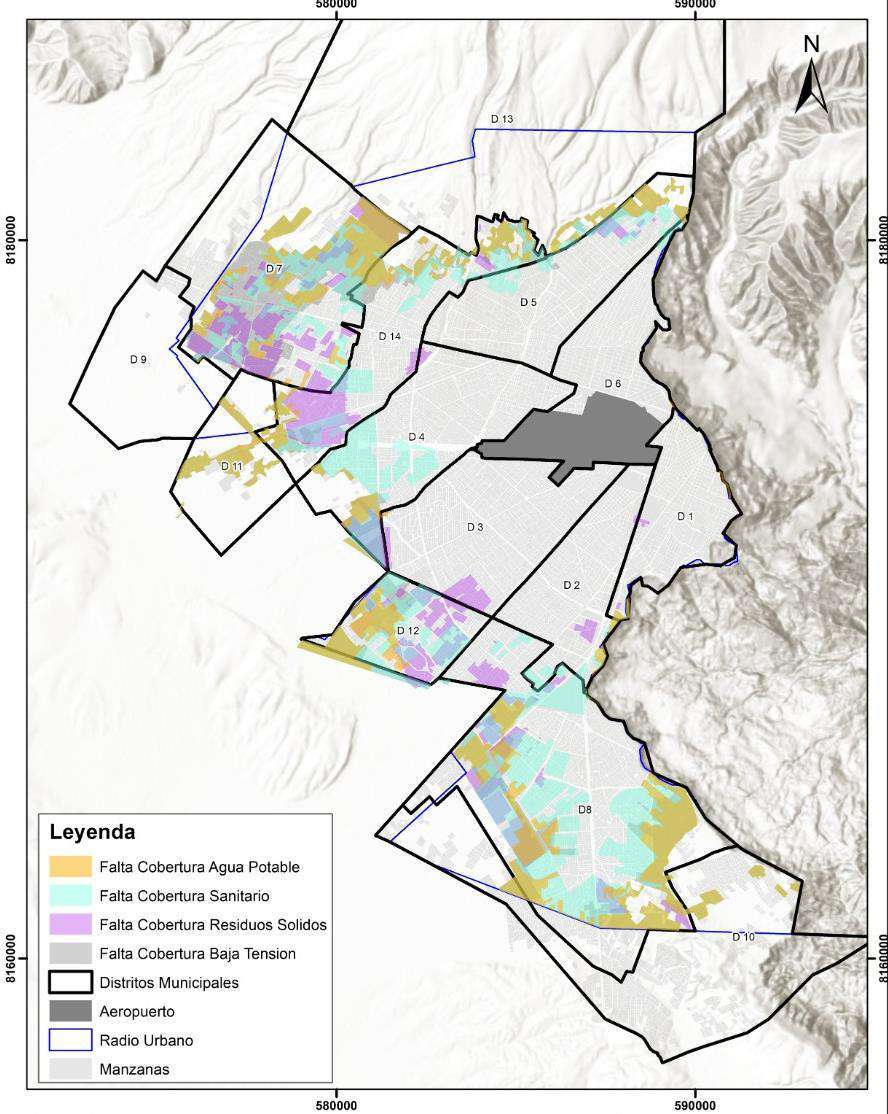 580000
590000
N
D 13
8180000
8180000
D 7
D 5
D 14
D 9
D 6
D 4
D 11
D 1
D 3
D 2
D 12
D8
Leyenda
Falta Cobertura Agua Potable
Falta Cobertura Sanitario
Falta Cobertura Residuos Solidos
Falta Cobertura Baja Tension
Distritos Municipales
Aeropuerto
Radio Urbano
Manzanas
D 10
8160000
8160000
580000
590000